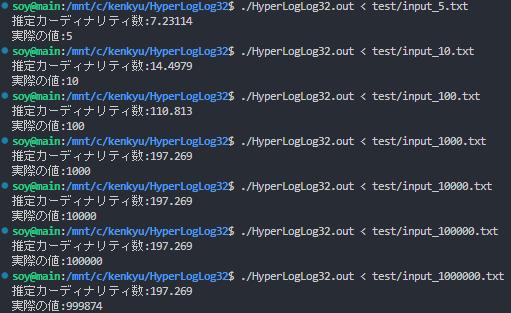 soy@main:/mnt/c/kenkyu/HyperLogLog32$ ./HyperLogLog32.out < test/input_5.txt
推定カーディナリティ数:7.23114
実際の値:5
soy@main:/mnt/c/kenkyu/HyperLogLog32$ ./HyperLogLog32.out < test/input_10.txt
推定カーディナリティ数:14.4979
実際の値:10
soy@main:/mnt/c/kenkyu/HyperLogLog32$ ./HyperLogLog32.out < test/input_100.txt
推定カーディナリティ数:110.813
実際の値:100
soy@main:/mnt/c/kenkyu/HyperLogLog32$ ./HyperLogLog32.out < test/input_1000.txt
推定カーディナリティ数:197.269
実際の値:1000
soy@main:/mnt/c/kenkyu/HyperLogLog32$ ./HyperLogLog32.out < test/input_10000.txt
推定カーディナリティ数:197.269
実際の値:10000
soy@main:/mnt/c/kenkyu/HyperLogLog32$ ./HyperLogLog32.out < test/input_100000.txt
推定カーディナリティ数:197.269
実際の値:100000
soy@main:/mnt/c/kenkyu/HyperLogLog32$ ./HyperLogLog32.out < test/input_1000000.txt
推定カーディナリティ数:197.269
実際の値:999874